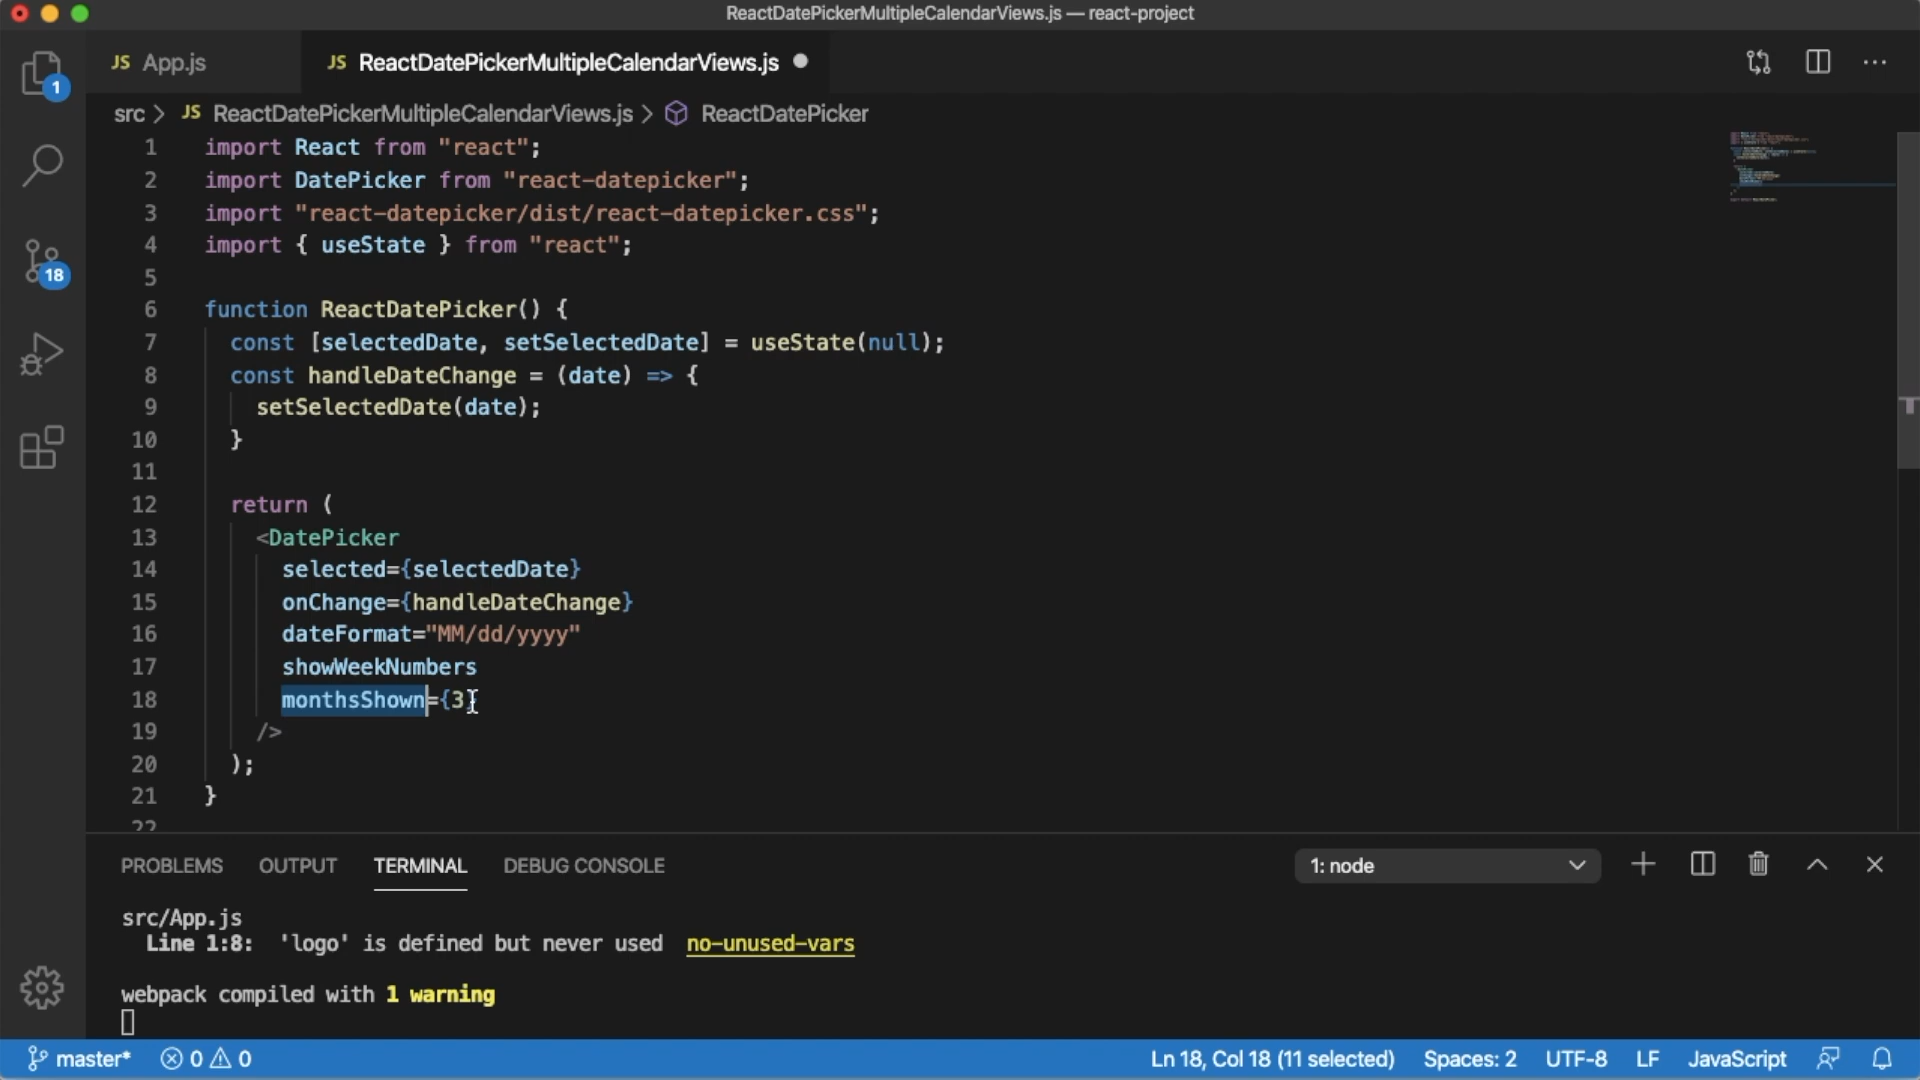 ReactDatePickerMultipleCalendarViews.js — react-project
JS App.js
JS ReactDatePickerMultipleCalendarViews.js
1
src > JS ReactDatePickerMultipleCalendarViews.js > ReactDatePicker
1 import React from "react";
2 import DatePicker from "react-datepicker";
3 import "react-datepicker/dist/react-datepicker.css";
4 import { useState } from "react";
18
5
6 function ReactDatePicker() {
7 const [selectedDate, setSelectedDate] = useState(null);
8 const handleDateChange = (date) => {
9 setSelectedDate(date);
10 }
11
12 return (
13 <DatePicker
14 selected={selectedDate}
15 onChange={handleDateChange}
16 dateFormat="MM/dd/yyyy"
17 showWeekNumbers
18 monthsShown={3}
19 />
20 );
21 }
22
PROBLEMS OUTPUT TERMINAL DEBUG CONSOLE 1: node
src/App.js
Line 1:8: 'logo' is defined but never used no-unused-vars
webpack compiled with 1 warning
master* 0 0 Ln 18, Col 18 (11 selected) Spaces: 2 UTF-8 LF JavaScript